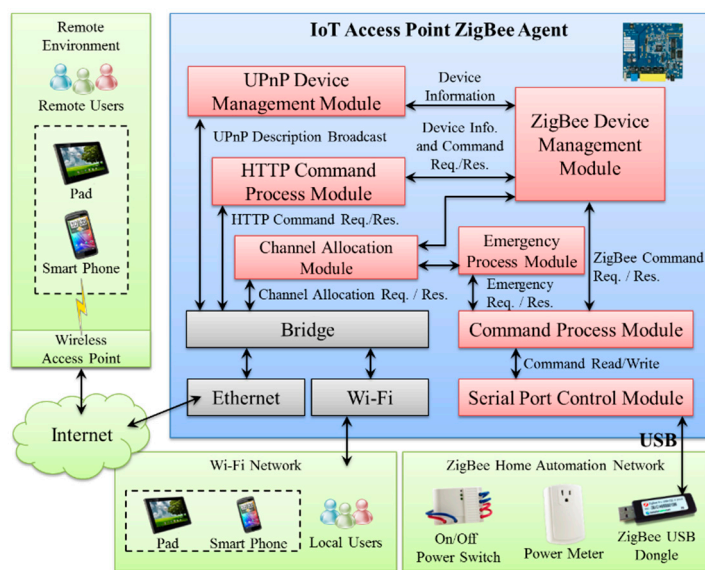 Remote
Environment
Remote Users
Pad
Smart Phone
Wireless
Access Point
Internet
IoT Access Point ZigBee Agent
UPnP Device
Management Module
Device
Information
UPnP Description Broadcast
Device Info.
and Command
Req./Res.
ZigBee Device
Management
Module
HTTP Command
Process Module
HTTP Command Req./Res.
Channel Allocation
Module
Emergency
Process Module
ZigBee Command
Req. / Res.
Channel Allocation Req. / Res.
Emergency
Req. / Res.
Bridge
Command Process Module
Command Read/Write
Ethernet
Wi-Fi
Serial Port Control Module
USB
Wi-Fi Network
Pad
Smart Phone
Local Users
ZigBee Home Automation Network
On/Off
Power Switch
Power Meter
ZigBee USB
Dongle